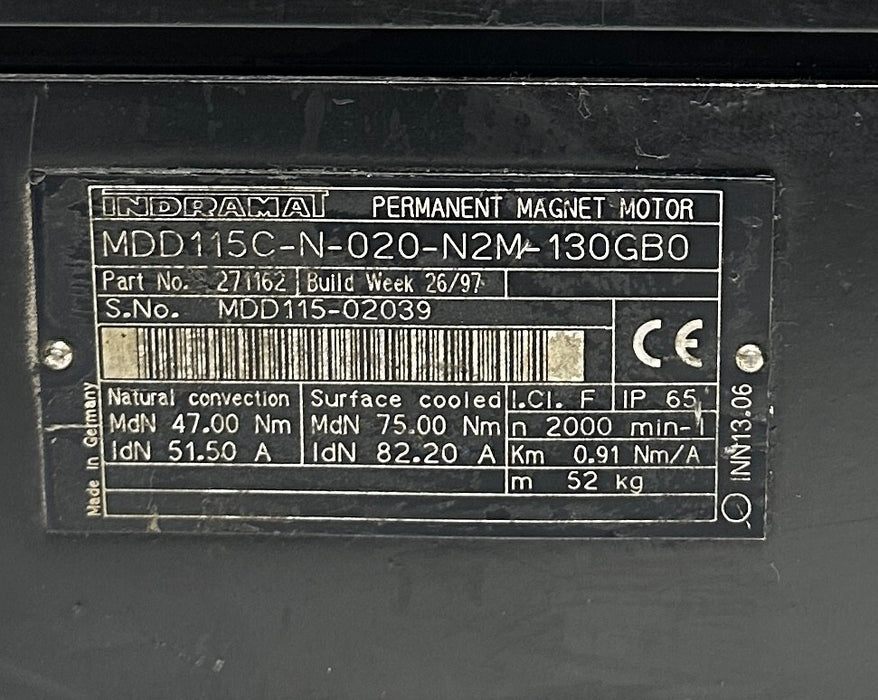 INDRAMAT PERMANENT MAGNET MOTOR
MDD115C-N-020-N2M-130GB0
Part No. 271162 Build Week 26/97
S.No. MDD115-02039
CE
Natural convection Surface cooled I.Cl. F IP 65
MdN 47.00 Nm MdN 75.00 Nm n 2000 min-1
IdN 51.50 A IdN 82.20 A Km 0.91 Nm/A
m 52 kg
Made in Germany
INN13.06